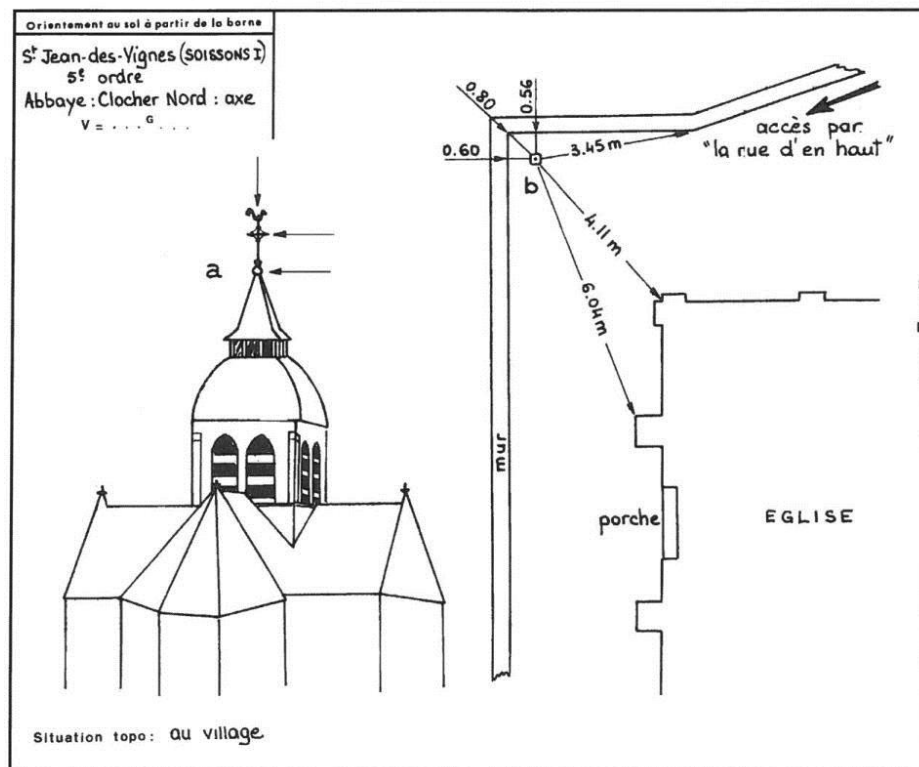 Orientement au sol à partir de la borne
St Jean-des-Vignes (SOISSONS I)
5e ordre
Abbaye : Clocher Nord : axe
V = . . . G . . .
a
0.80
0.56
0.60
b
3.45 m
accès par
"la rue d'en haut"
4.11 m
6.04 m
mur
porche
EGLISE
Situation topo : au village